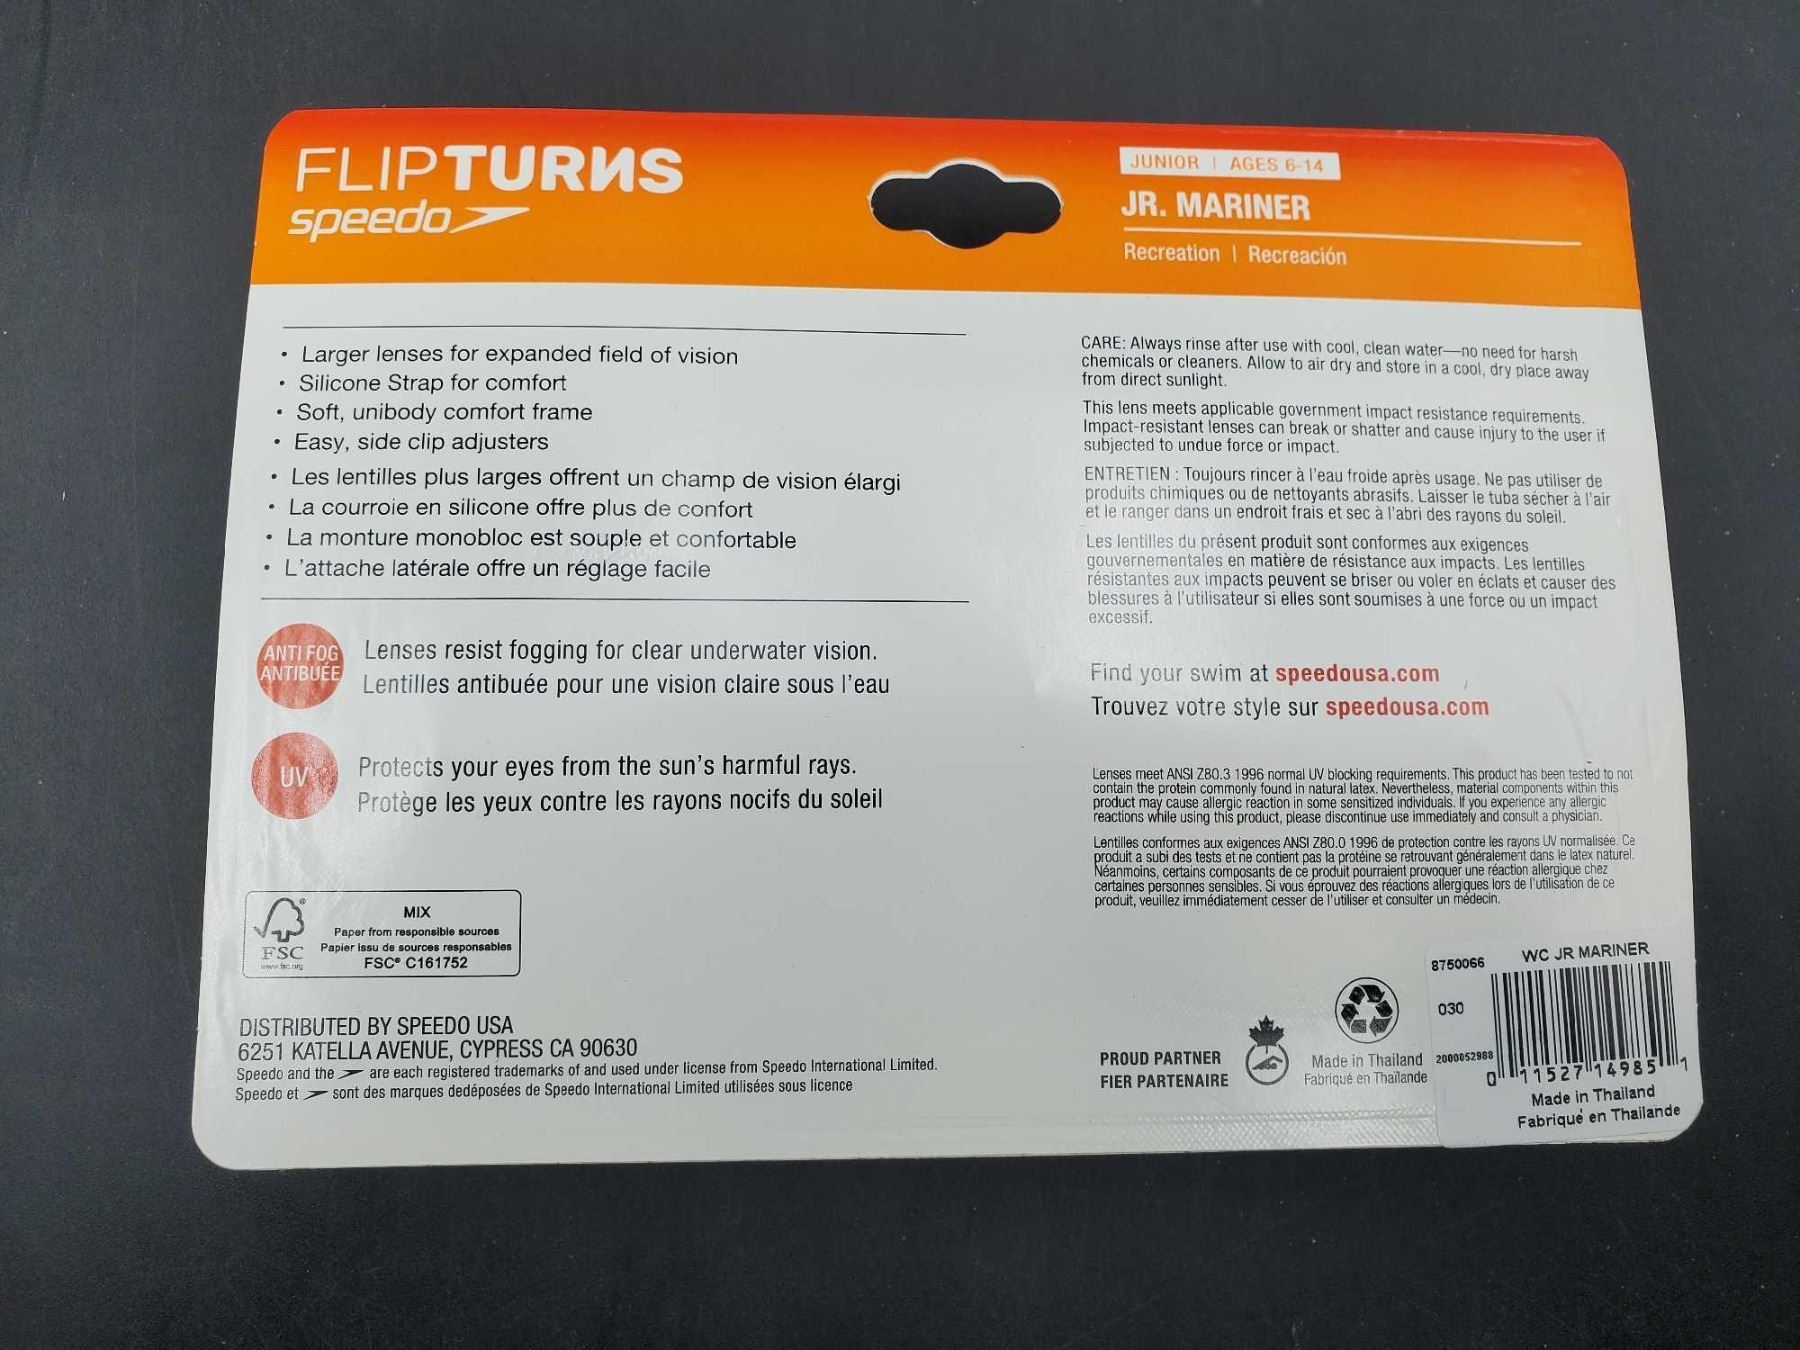 FLIPTURNS
speedo
JUNIOR | AGES 6-14
JR. MARINER
Recreation | Recreación
• Larger lenses for expanded field of vision
• Silicone Strap for comfort
• Soft, unibody comfort frame
• Easy, side clip adjusters
• Les lentilles plus larges offrent un champ de vision élargi
• La courroie en silicone offre plus de confort
• La monture monobloc est souple et confortable
• L'attache latérale offre un réglage facile
ANTI FOG
ANTIBUÉE
Lenses resist fogging for clear underwater vision.
Lentilles antibuée pour une vision claire sous l'eau
UV
Protects your eyes from the sun's harmful rays.
Protège les yeux contre les rayons nocifs du soleil
FSC
www.fsc.org
MIX
Paper from responsible sources
Papier issu de sources responsables
FSC® C161752
DISTRIBUTED BY SPEEDO USA
6251 KATELLA AVENUE, CYPRESS CA 90630
Speedo and the are each registered trademarks of and used under license from Speedo International Limited.
Speedo et sont des marques dedéposées de Speedo International Limited utilisées sous licence
CARE: Always rinse after use with cool, clean water—no need for harsh
chemicals or cleaners. Allow to air dry and store in a cool, dry place away
from direct sunlight.
This lens meets applicable government impact resistance requirements.
Impact-resistant lenses can break or shatter and cause injury to the user if
subjected to undue force or impact.
ENTRETIEN : Toujours rincer à l'eau froide après usage. Ne pas utiliser de
produits chimiques ou de nettoyants abrasifs. Laisser le tuba sécher à l'air
et le ranger dans un endroit frais et sec à l'abri des rayons du soleil.
Les lentilles du présent produit sont conformes aux exigences
gouvernementales en matière de résistance aux impacts. Les lentilles
résistantes aux impacts peuvent se briser ou voler en éclats et causer des
blessures à l'utilisateur si elles sont soumises à une force ou un impact
excessif.
Find your swim at speedousa.com
Trouvez votre style sur speedousa.com
Lenses meet ANSI Z80.3 1996 normal UV blocking requirements. This product has been tested to not
contain the protein commonly found in natural latex. Nevertheless, material components within this
product may cause allergic reaction in some sensitized individuals. If you experience any allergic
reactions while using this product, please discontinue use immediately and consult a physician.
Lentilles conformes aux exigences ANSI Z80.0 1996 de protection contre les rayons UV normalisée. Ce
produit a subi des tests et ne contient pas la protéine se retrouvant généralement dans le latex naturel.
Néanmoins, certains composants de ce produit pourraient provoquer une réaction allergique chez
certaines personnes sensibles. Si vous éprouvez des réactions allergiques lors de l'utilisation de ce
produit, veuillez immédiatement cesser de l'utiliser et consulter un médecin.
PROUD PARTNER
FIER PARTENAIRE
Made in Thailand
Fabriqué en Thaïlande
8750066
WC JR MARINER
030
2000052988
0 11527 14985 1
Made in Thailand
Fabriqué en Thailande